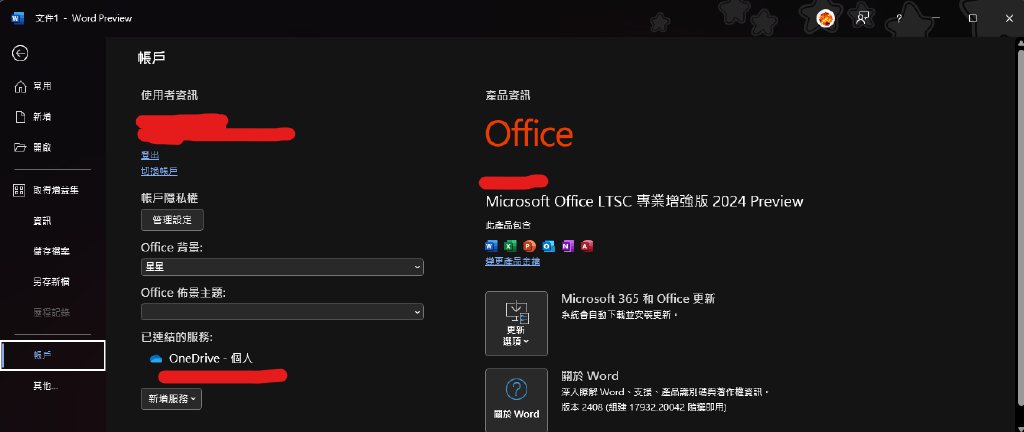 文件1 - Word Preview
?
帳戶
常用
新增
開啟
取得增益集
資訊
儲存檔案
另存新檔
歷程記錄
帳戶
其他...
使用者資訊
登出
切換帳戶
帳戶隱私權
管理設定
Office 背景:
星星
Office 佈景主題:
已連結的服務:
OneDrive - 個人
新增服務
產品資訊
Office
Microsoft Office LTSC 專業增強版 2024 Preview
此產品包含
變更產品金鑰
更新
選項
Microsoft 365 和 Office 更新
系統會自動下載並安裝更新。
關於 Word
關於 Word
深入瞭解 Word、支援、產品識別碼與著作權資訊。
版本 2408 (組建 17932.20042 隨選即用)